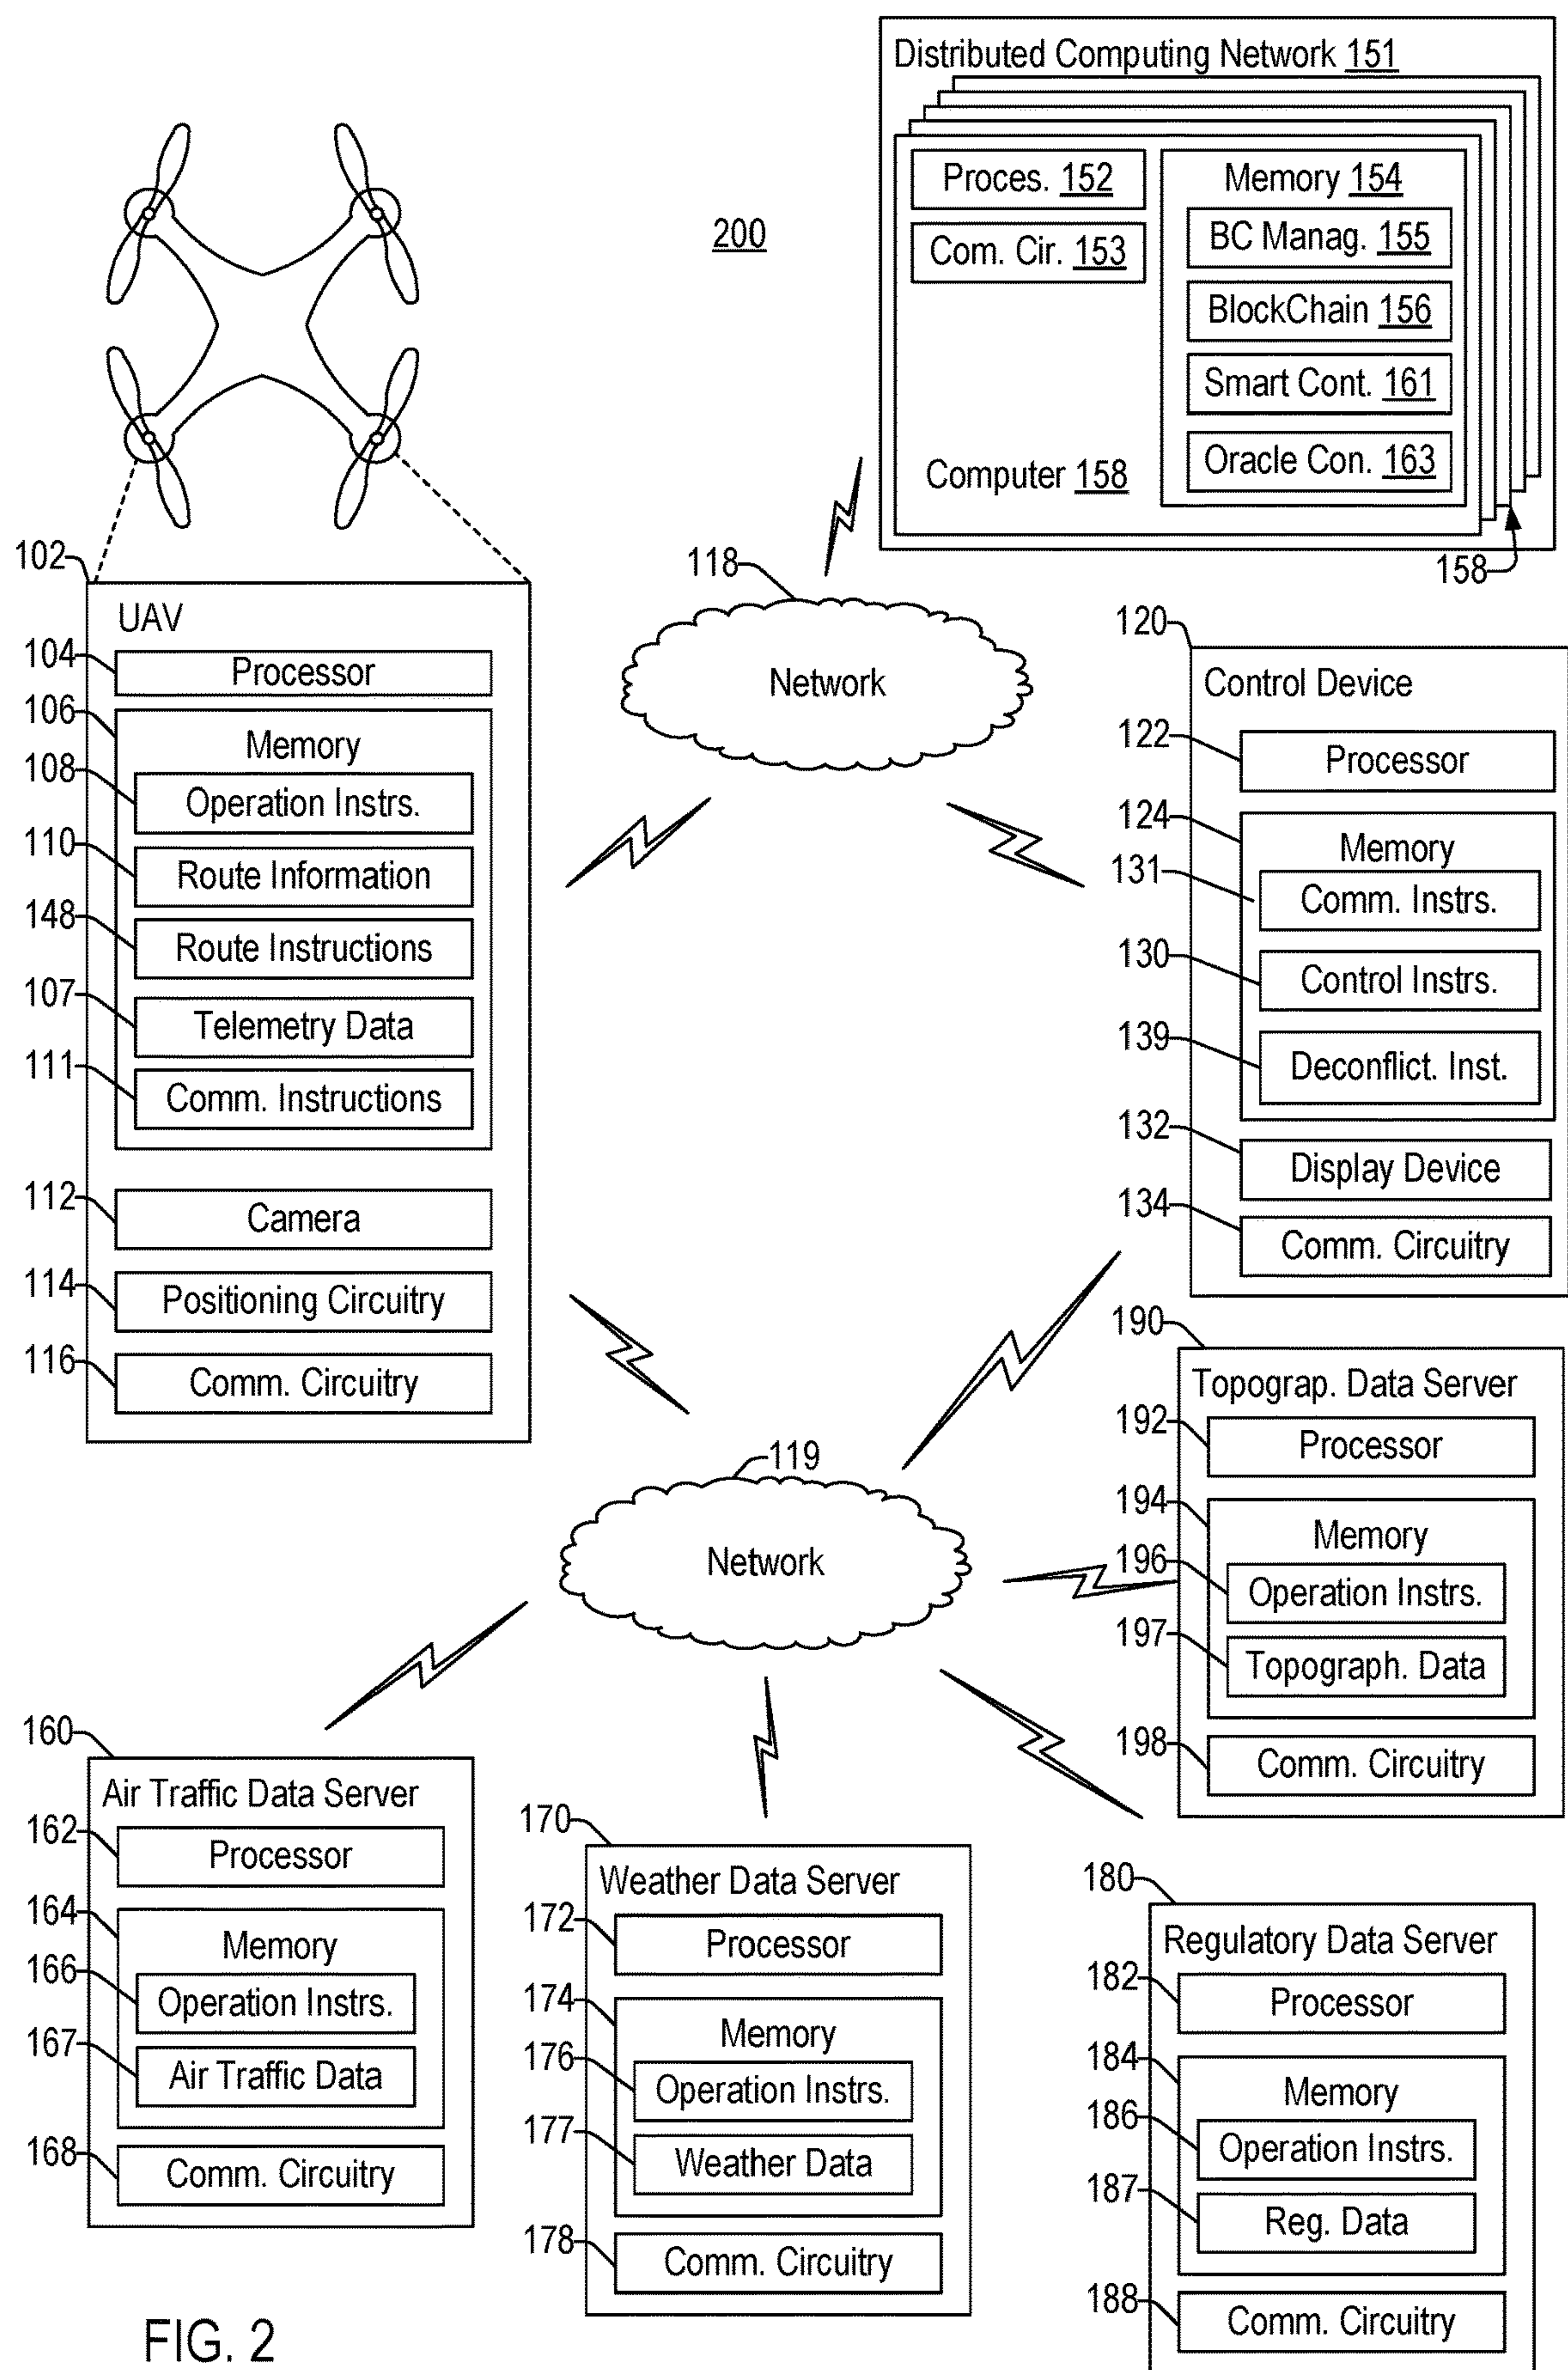 Distributed Computing Network 151
Proces. 152
Com. Cir. 153
Memory 154
BC Manag. 155
BlockChain 156
Smart Cont. 161
Oracle Con. 163
Computer 158
158
200
102
UAV
104
Processor
106
Memory
108
Operation Instrs.
110
Route Information
148
Route Instructions
107
Telemetry Data
111
Comm. Instructions
112
Camera
114
Positioning Circuitry
116
Comm. Circuitry
118
Network
120
Control Device
122
Processor
124
Memory
131
Comm. Instrs.
130
Control Instrs.
139
Deconflict. Inst.
132
Display Device
134
Comm. Circuitry
119
Network
190
Topograp. Data Server
192
Processor
194
Memory
196
Operation Instrs.
197
Topograph. Data
198
Comm. Circuitry
160
Air Traffic Data Server
162
Processor
164
Memory
166
Operation Instrs.
167
Air Traffic Data
168
Comm. Circuitry
170
Weather Data Server
172
Processor
174
Memory
176
Operation Instrs.
177
Weather Data
178
Comm. Circuitry
180
Regulatory Data Server
182
Processor
184
Memory
186
Operation Instrs.
187
Reg. Data
188
Comm. Circuitry
FIG. 2